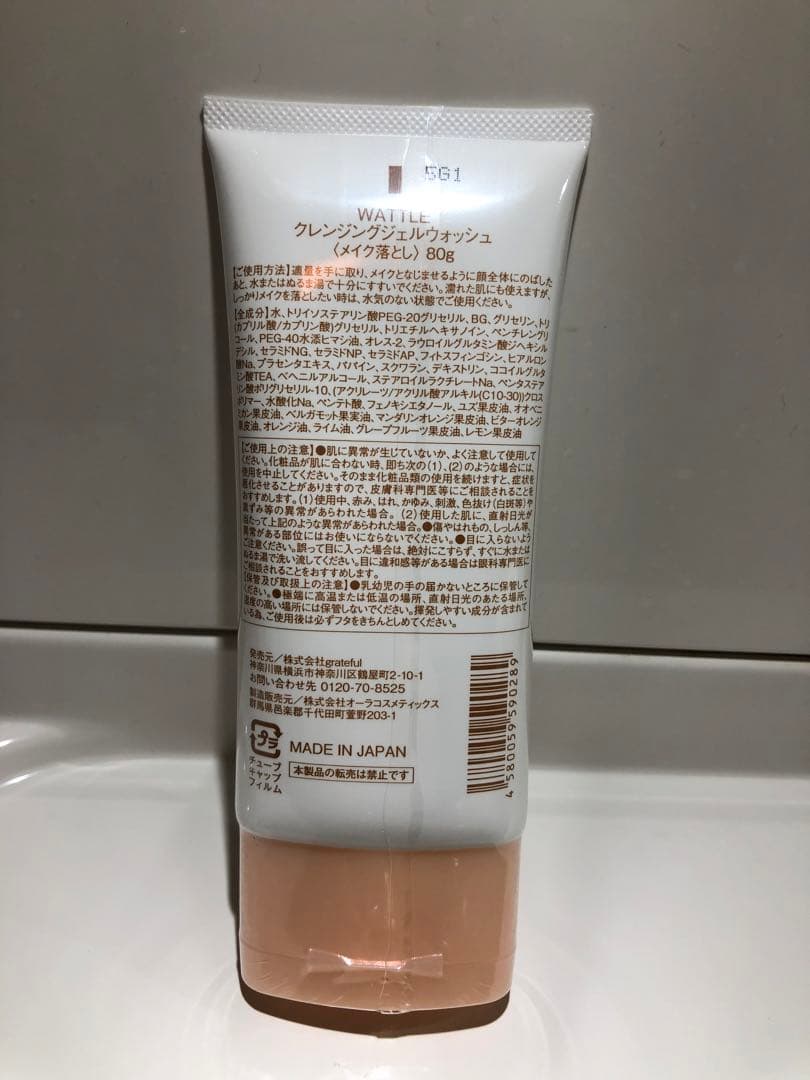 5G1
WATTLE
クレンジングジェルウォッシュ
〈メイク落とし〉80g
【ご使用方法】適量を手に取り、メイクとなじませるように顔全体にのばした
あと、水またはぬるま湯で十分にすすいでください。濡れた肌にも使えますが、
しっかりメイクを落としたい時は、水気のない状態でご使用ください。
【全成分】水、トリイソステアリン酸PEG-20グリセリル、BG、グリセリン、トリ
(カプリル酸/カプリン酸)グリセリル、トリエチルヘキサノイン、ペンチレングリ
コール、PEG-40水添ヒマシ油、オレス-2、ラウロイルグルタミン酸ジヘキシル
デシル、セラミドNG、セラミドNP、セラミドAP、フィトスフィンゴシン、ヒアルロン
酸Na、プラセンタエキス、パパイン、スクワラン、デキストリン、ココイルグルタ
ミン酸TEA、ベヘニルアルコール、ステアロイルラクチレートNa、ペンタステア
リン酸ポリグリセリル-10、(アクリレーツ/アクリル酸アルキル(C10-30))クロス
ポリマー、水酸化Na、ペンテト酸、フェノキシエタノール、ユズ果皮油、オオベニ
ミカン果皮油、ベルガモット果実油、マンダリンオレンジ果皮油、ビターオレンジ
果皮油、オレンジ油、ライム油、グレープフルーツ果皮油、レモン果皮油
【ご使用上の注意】●肌に異常が生じていないか、よく注意して使用して
ください。化粧品が肌に合わない時、即ち次の(1)、(2)のような場合には、
使用を中止してください。そのまま化粧品類の使用を続けますと、症状を
悪化させることがありますので、皮膚科専門医等にご相談されることを
おすすめします。(1)使用中、赤み、はれ、かゆみ、刺激、色抜け(白斑等)や
黒ずみ等の異常があらわれた場合。(2)使用した肌に、直射日光が
当たって上記のような異常があらわれた場合。●傷やはれもの、しっしん等、
異常がある部位にはお使いにならないでください。●目に入らないよう
ご注意ください。誤って目に入った場合は、絶対にこすらず、すぐに水または
ぬるま湯で洗い流してください。目に違和感等がある場合は眼科専門医に
ご相談されることをおすすめします。
【保管及び取扱上の注意】●乳幼児の手の届かないところに保管して
ください。●極端に高温または低温の場所、直射日光のあたる場所、
湿度の高い場所には保管しないでください。揮発しやすい成分が含まれて
いる為、ご使用後は必ずフタをきちんとしめてください。
発売元/株式会社grateful
神奈川県横浜市神奈川区鶴屋町2-10-1
お問い合わせ先 0120-70-8525
製造販売元/株式会社オーラコスメティックス
群馬県邑楽郡千代田町萱野203-1
プラ
MADE IN JAPAN
チューブ
キャップ
フィルム
本製品の転売は禁止です
4580059590289